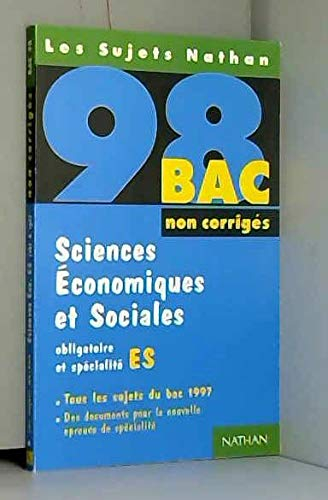 Les Sujets Nathan
98
BAC
non corrigés
Sciences
Économiques
et Sociales
obligatoire
et spécialité ES
Tous les sujets du bac 1997
Des documents pour la nouvelle
épreuve de spécialité
NATHAN